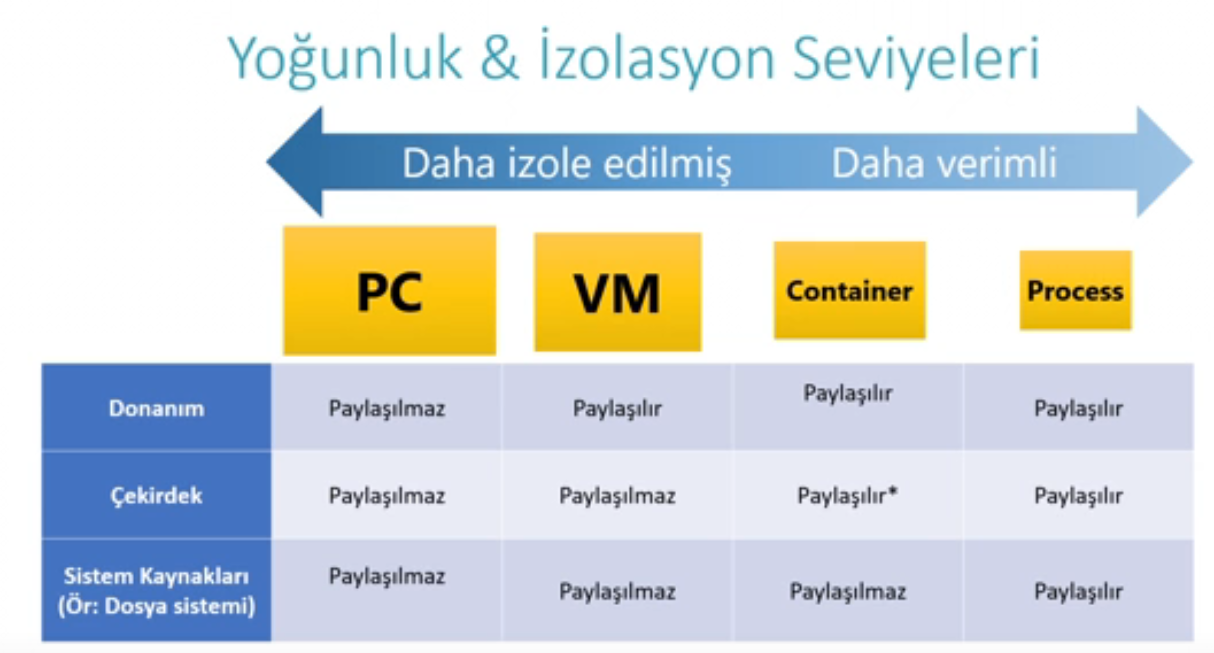 Yoğunluk & İzolasyon Seviyeleri
Daha izole edilmiş Daha verimli
PC VM Container Process
Donanım Paylaşılmaz Paylaşılır Paylaşılır Paylaşılır
Çekirdek Paylaşılmaz Paylaşılmaz Paylaşılır* Paylaşılır
Sistem Kaynakları
(Ör: Dosya sistemi) Paylaşılmaz Paylaşılmaz Paylaşılmaz Paylaşılır